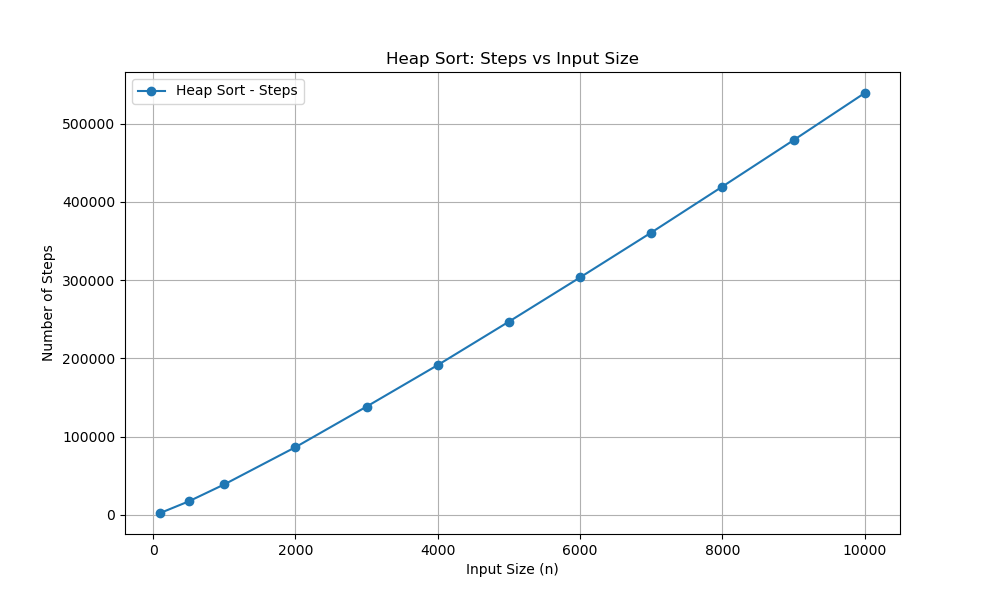 Heap Sort: Steps vs Input Size
Heap Sort - Steps
Number of Steps
500000
400000
300000
200000
100000
0
0 2000 4000 6000 8000 10000
Input Size (n)